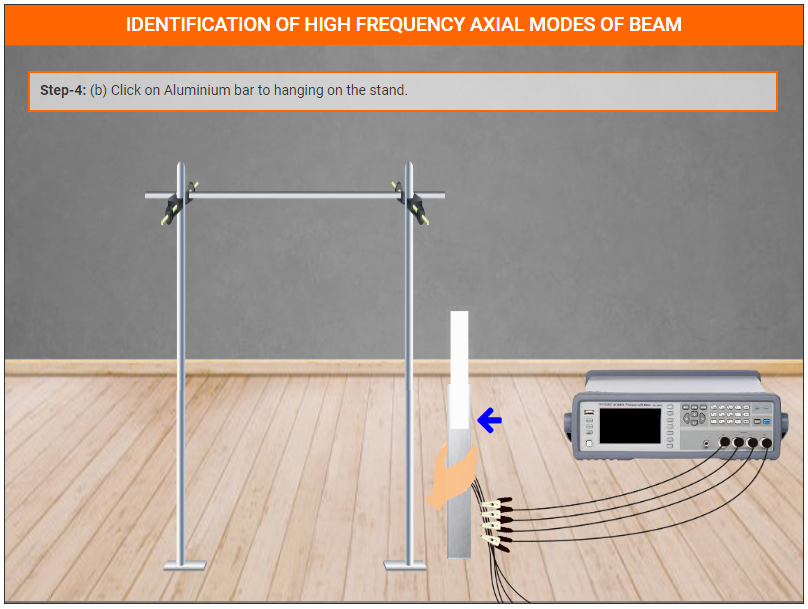 IDENTIFICATION OF HIGH FREQUENCY AXIAL MODES OF BEAM
Step-4: (b) Click on Aluminium bar to hanging on the stand.